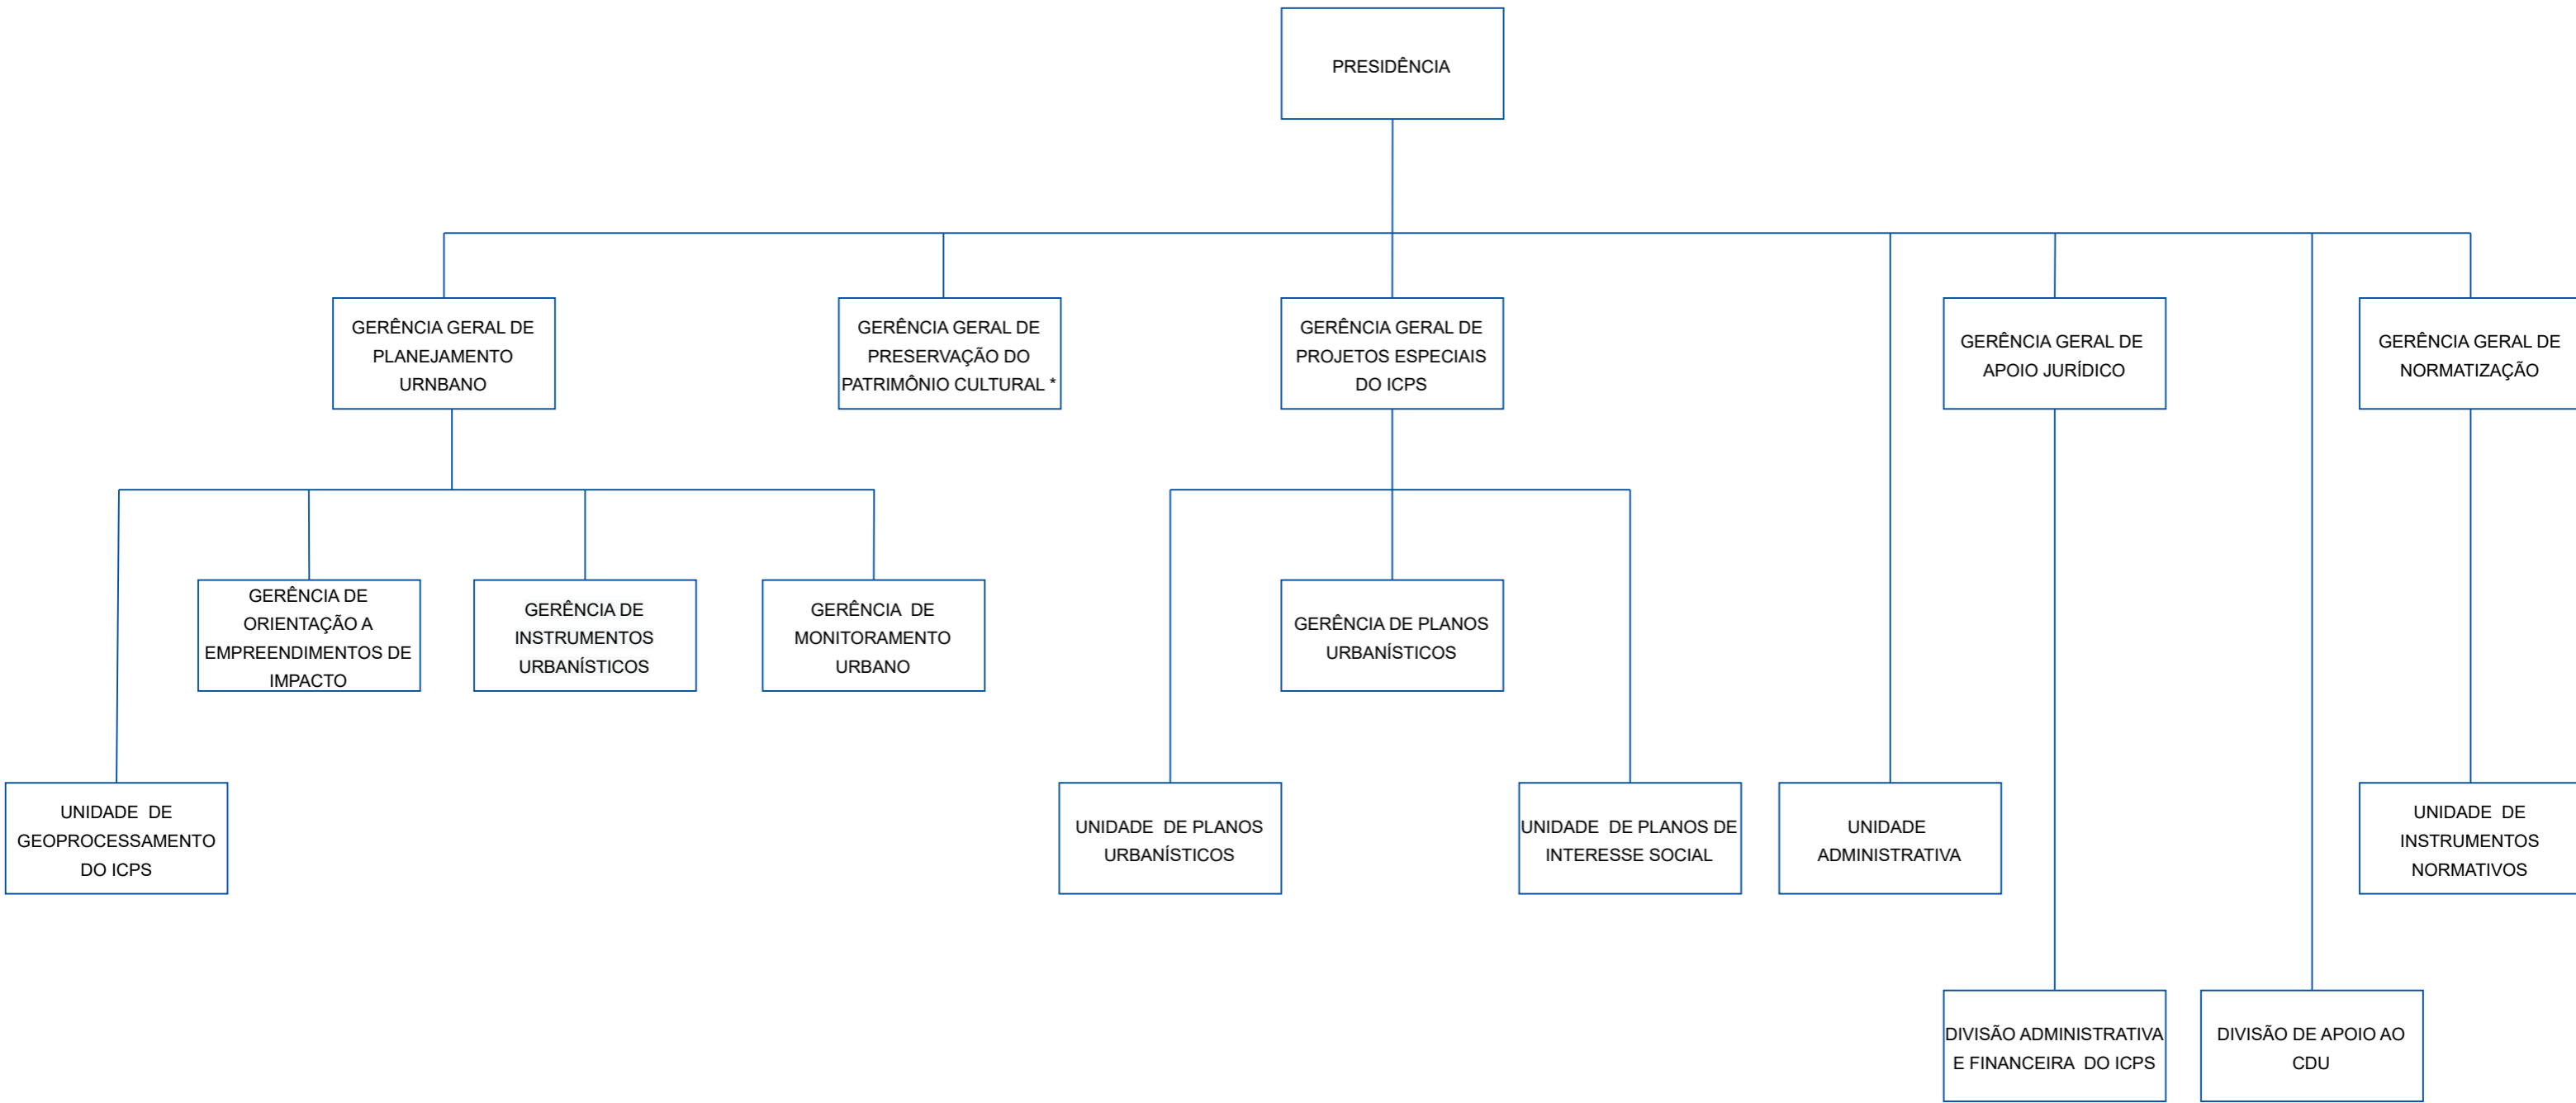 PRESIDÊNCIA
GERÊNCIA GERAL DE
PLANEJAMENTO
URNBANO
GERÊNCIA GERAL DE
PRESERVAÇÃO DO
PATRIMÔNIO CULTURAL *
GERÊNCIA GERAL DE
PROJETOS ESPECIAIS
DO ICPS
GERÊNCIA GERAL DE
APOIO JURÍDICO
GERÊNCIA GERAL DE
NORMATIZAÇÃO
GERÊNCIA DE
ORIENTAÇÃO A
EMPREENDIMENTOS DE
IMPACTO
GERÊNCIA DE
INSTRUMENTOS
URBANÍSTICOS
GERÊNCIA DE
MONITORAMENTO
URBANO
GERÊNCIA DE PLANOS
URBANÍSTICOS
UNIDADE DE
GEOPROCESSAMENTO
DO ICPS
UNIDADE DE PLANOS
URBANÍSTICOS
UNIDADE DE PLANOS DE
INTERESSE SOCIAL
UNIDADE
ADMINISTRATIVA
UNIDADE DE
INSTRUMENTOS
NORMATIVOS
DIVISÃO ADMINISTRATIVA
E FINANCEIRA DO ICPS
DIVISÃO DE APOIO AO
CDU